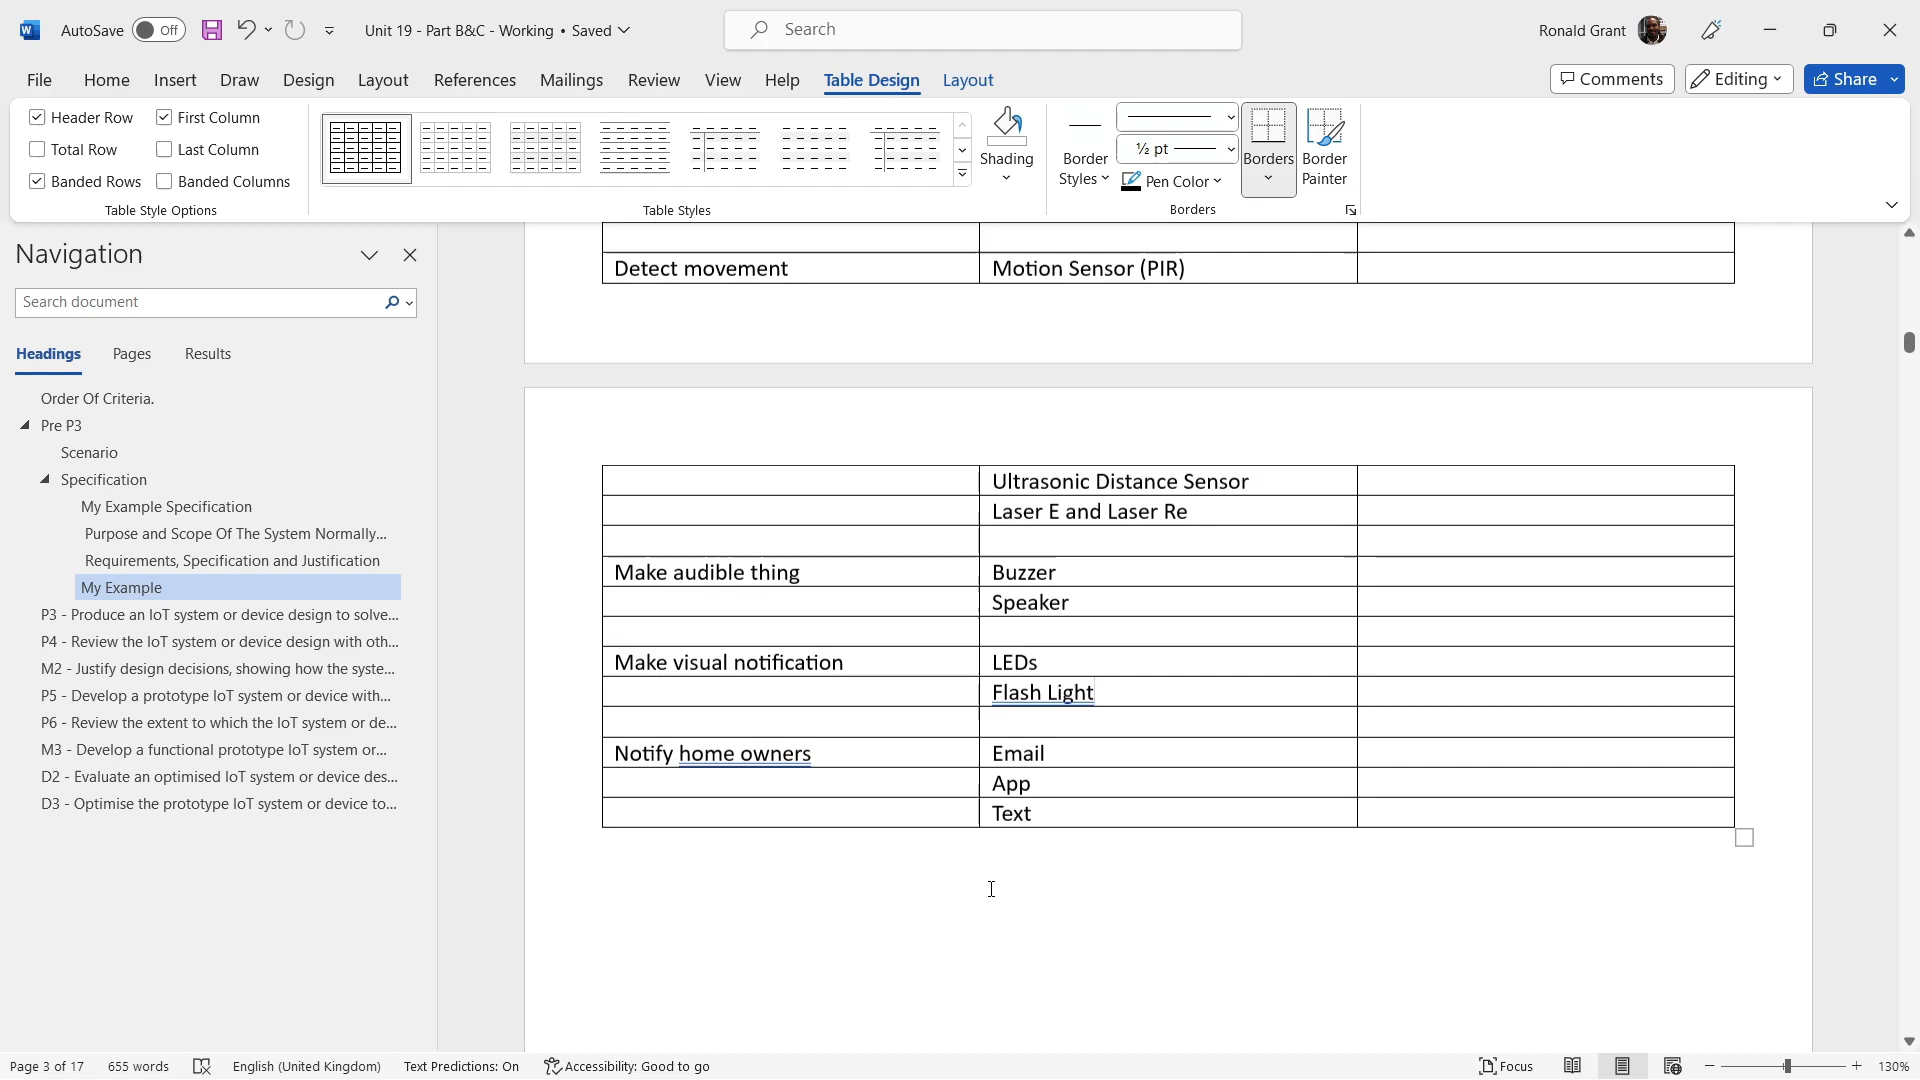 AutoSave Off Unit 19 - Part B&C - Working • Saved Search Ronald Grant
File Home Insert Draw Design Layout References Mailings Review View Help Table Design Layout Comments Editing Share
Header Row First Column
Total Row Last Column
Banded Rows Banded Columns
Table Style Options
Table Styles
Shading
Border Styles
½ pt
Pen Color
Borders
Border Painter
Borders
Navigation
Search document
Headings Pages Results
Order Of Criteria.
Pre P3
Scenario
Specification
My Example Specification
Purpose and Scope Of The System Normally...
Requirements, Specification and Justification
My Example
P3 - Produce an IoT system or device design to solve...
P4 - Review the IoT system or device design with oth...
M2 - Justify design decisions, showing how the syste...
P5 - Develop a prototype IoT system or device with...
P6 - Review the extent to which the IoT system or de...
M3 - Develop a functional prototype IoT system or...
D2 - Evaluate an optimised IoT system or device des...
D3 - Optimise the prototype IoT system or device to...
Detect movement Motion Sensor (PIR)
Ultrasonic Distance Sensor
Laser E and Laser Re
Make audible thing Buzzer
Speaker
Make visual notification LEDs
Flash Light
Notify home owners Email
App
Text
Page 3 of 17 655 words English (United Kingdom) Text Predictions: On Accessibility: Good to go Focus 130%